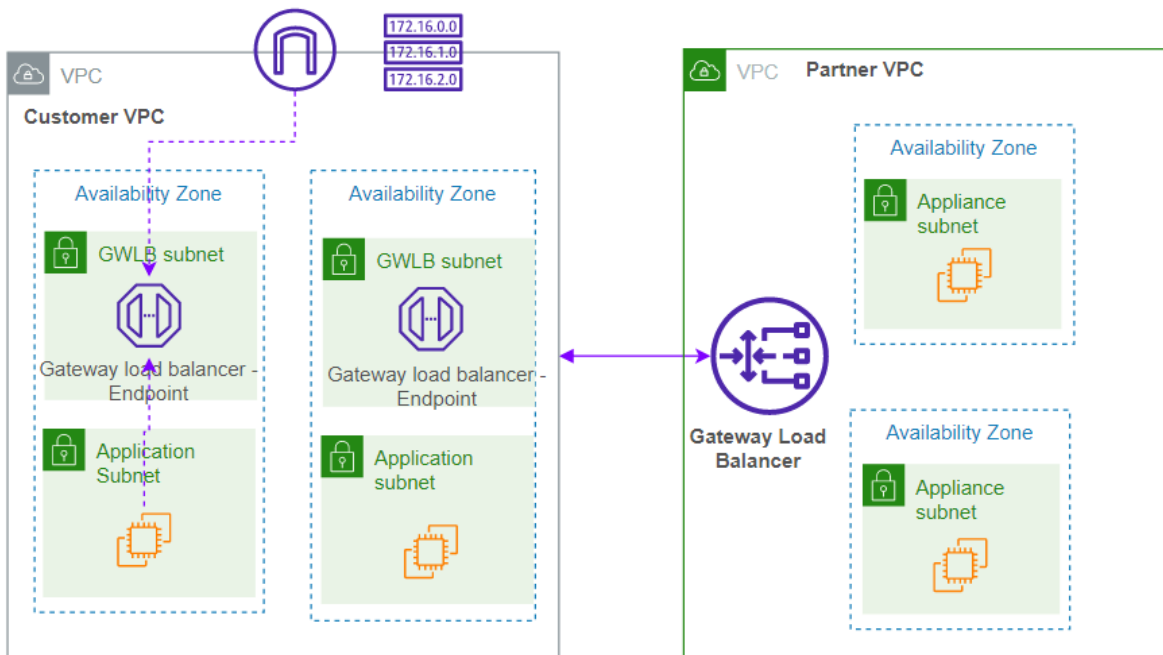 172.16.0.0
172.16.1.0
172.16.2.0
VPC
Customer VPC
Availability Zone
GWLB subnet
Gateway load balancer -
Endpoint
Application
Subnet
Availability Zone
GWLB subnet
Gateway load balancer -
Endpoint
Application
subnet
VPC
Partner VPC
Gateway Load
Balancer
Availability Zone
Appliance
subnet
Availability Zone
Appliance
subnet